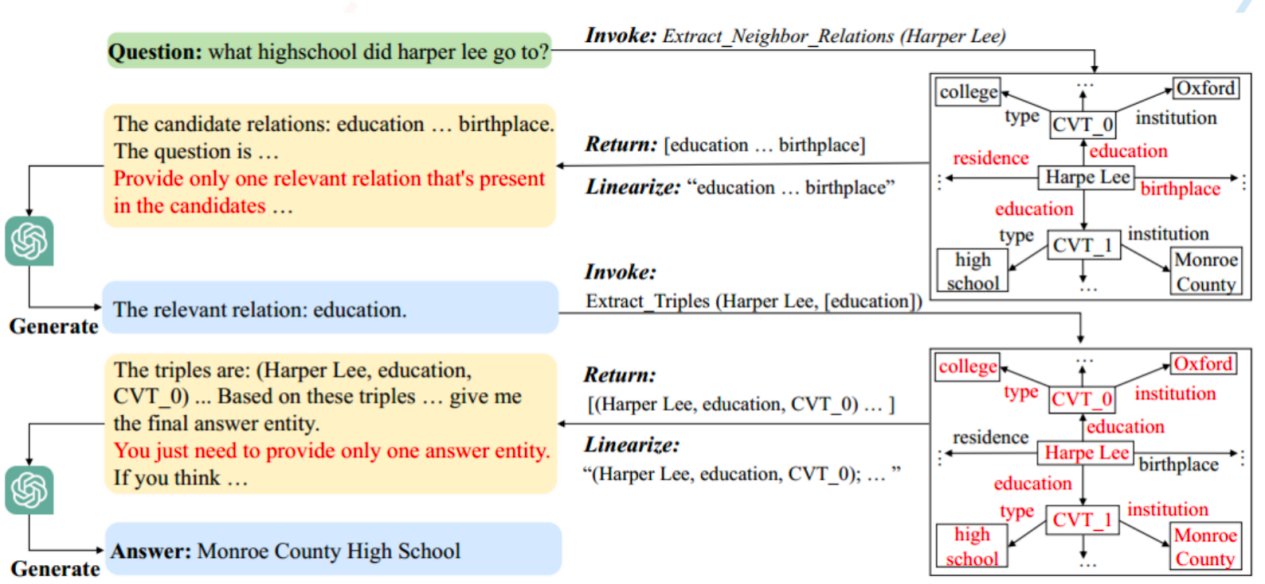 Question: what highschool did harper lee go to?
Invoke: Extract_Neighbor_Relations (Harper Lee)
The candidate relations: education … birthplace.
The question is …
Provide only one relevant relation that's present
in the candidates …
Return: [education … birthplace]
Linearize: “education … birthplace”
...
college
Oxford
type
CVT_0
institution
residence
education
Harpe Lee
birthplace
education
type
CVT_1
institution
high
school
Monroe
County
...
Generate
The relevant relation: education.
Invoke:
Extract_Triples (Harper Lee, [education])
The triples are: (Harper Lee, education,
CVT_0) ... Based on these triples … give me
the final answer entity.
You just need to provide only one answer entity.
If you think …
Return:
[(Harper Lee, education, CVT_0) … ]
Linearize:
“(Harper Lee, education, CVT_0); … ”
...
college
Oxford
type
CVT_0
institution
education
residence
Harpe Lee
birthplace
education
type
CVT_1
institution
high
school
Monroe
County
...
Generate
Answer: Monroe County High School